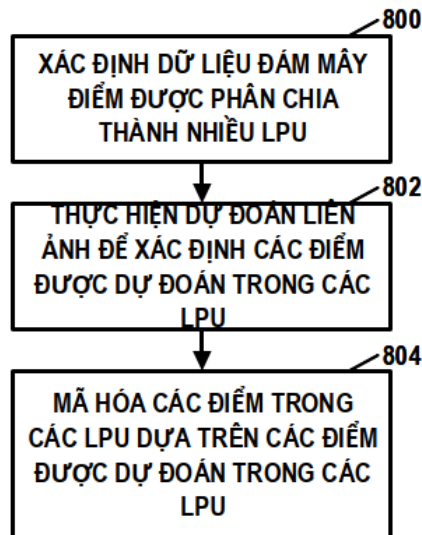 800
XÁC ĐỊNH DỮ LIỆU ĐÁM MÂY
ĐIỂM ĐƯỢC PHÂN CHIA
THÀNH NHIỀU LPU
802
THỰC HIỆN DỰ ĐOÁN LIÊN
ẢNH ĐỂ XÁC ĐỊNH CÁC ĐIỂM
ĐƯỢC DỰ ĐOÁN TRONG CÁC
LPU
804
MÃ HÓA CÁC ĐIỂM TRONG
CÁC LPU DỰA TRÊN CÁC ĐIỂM
ĐƯỢC DỰ ĐOÁN TRONG CÁC
LPU